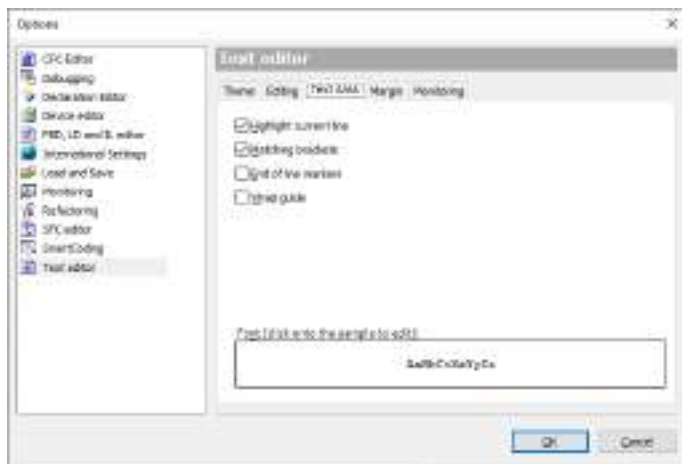 Options
CFC Editor
Debugging
Declaration Editor
Device editor
FBD, LD and IL editor
International Settings
Load and Save
Monitoring
Refactoring
SFC editor
SmartCoding
Text editor
Text editor
Theme Editing Text area Margin Monitoring
Highlight current line
Matching brackets
End of line markers
Wrap guide
Font (click onto the sample to edit)
AaBbCcXxYyZz
OK Cancel